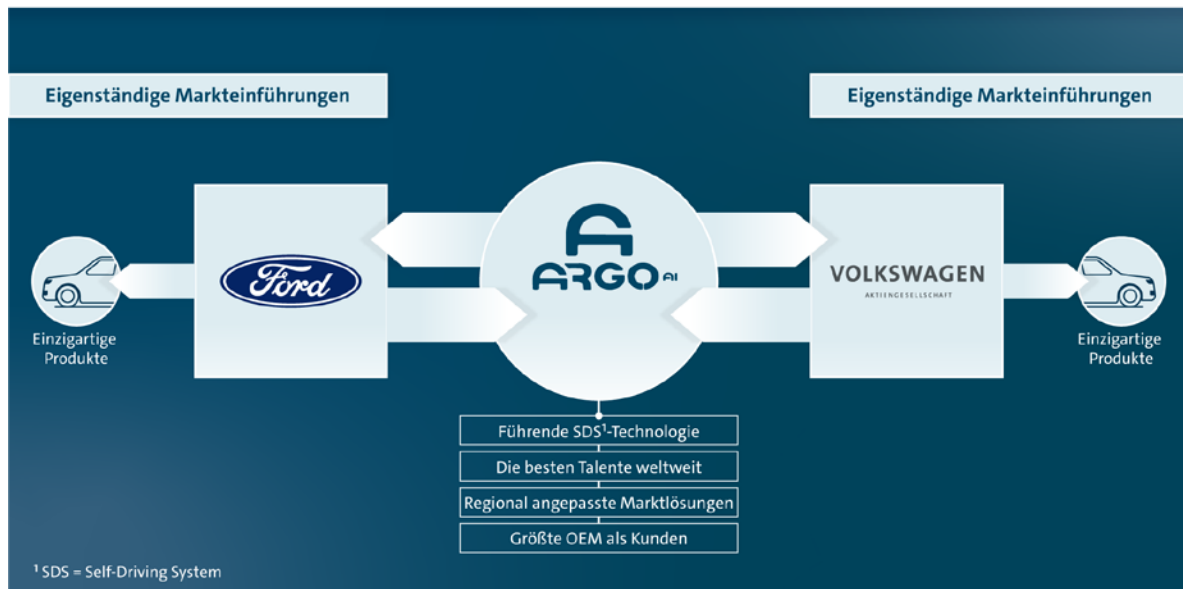 Eigenständige Markteinführungen
Eigenständige Markteinführungen
Ford
ARGO AI
VOLKSWAGEN
AKTIENGESELLSCHAFT
Einzigartige
Produkte
Einzigartige
Produkte
Führende SDS¹-Technologie
Die besten Talente weltweit
Regional angepasste Marktlösungen
Größte OEM als Kunden
¹ SDS = Self-Driving System